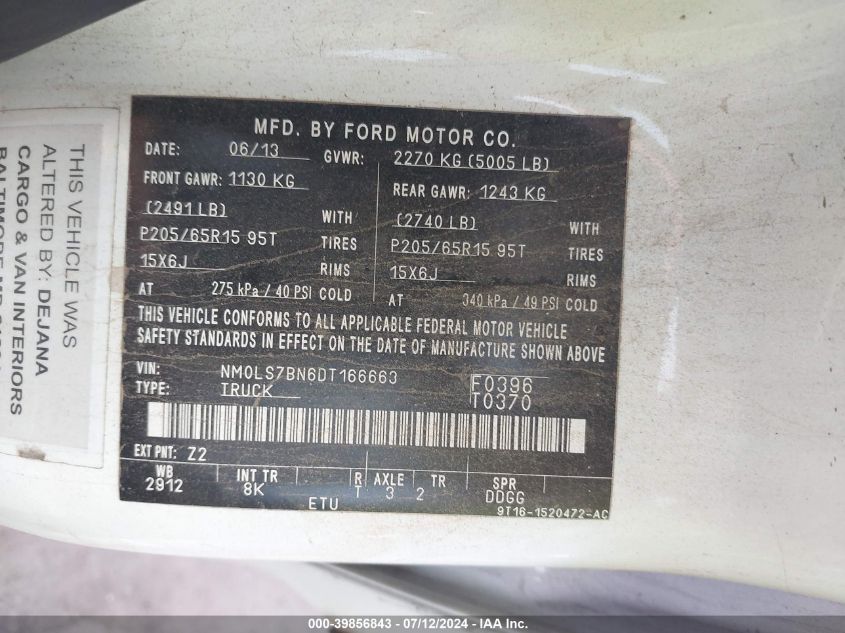 THIS VEHICLE WAS
ALTERED BY: DEJANA
CARGO & VAN INTERIORS
BALTIMORE MD
MFD. BY FORD MOTOR CO.
DATE: 06/13 GVWR: 2270 KG (5005 LB)
FRONT GAWR: 1130 KG REAR GAWR: 1243 KG
(2491 LB) WITH (2740 LB) WITH
P205/65R15 95T TIRES P205/65R15 95T TIRES
15X6J RIMS 15X6J RIMS
AT 275 kPa / 40 PSI COLD AT 340 kPa / 49 PSI COLD
THIS VEHICLE CONFORMS TO ALL APPLICABLE FEDERAL MOTOR VEHICLE
SAFETY STANDARDS IN EFFECT ON THE DATE OF MANUFACTURE SHOWN ABOVE
VIN: NM0LS7BN6DT166663 F0396
TYPE: TRUCK T0370
EXT PNT: Z2
WB INT TR R AXLE TR SPR
2912 8K T 3 2 DDGG
ETU 9T16-1520472-AC
000-39856843 - 07/12/2024 - IAA Inc.